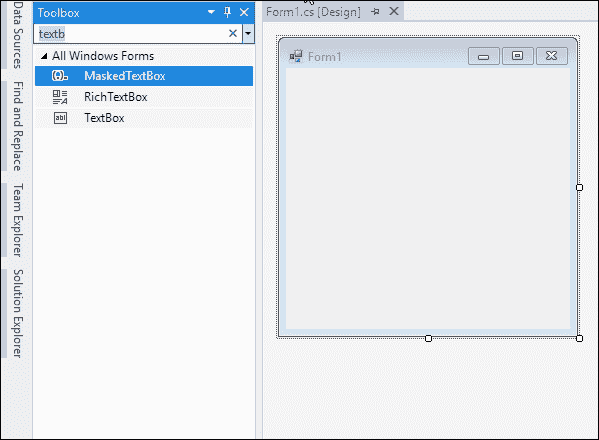 Data Sources
Find and Replace
Team Explorer
Solution Explorer
Toolbox
textb
All Windows Forms
MaskedTextBox
RichTextBox
abl TextBox
Form1.cs [Design]
Form1